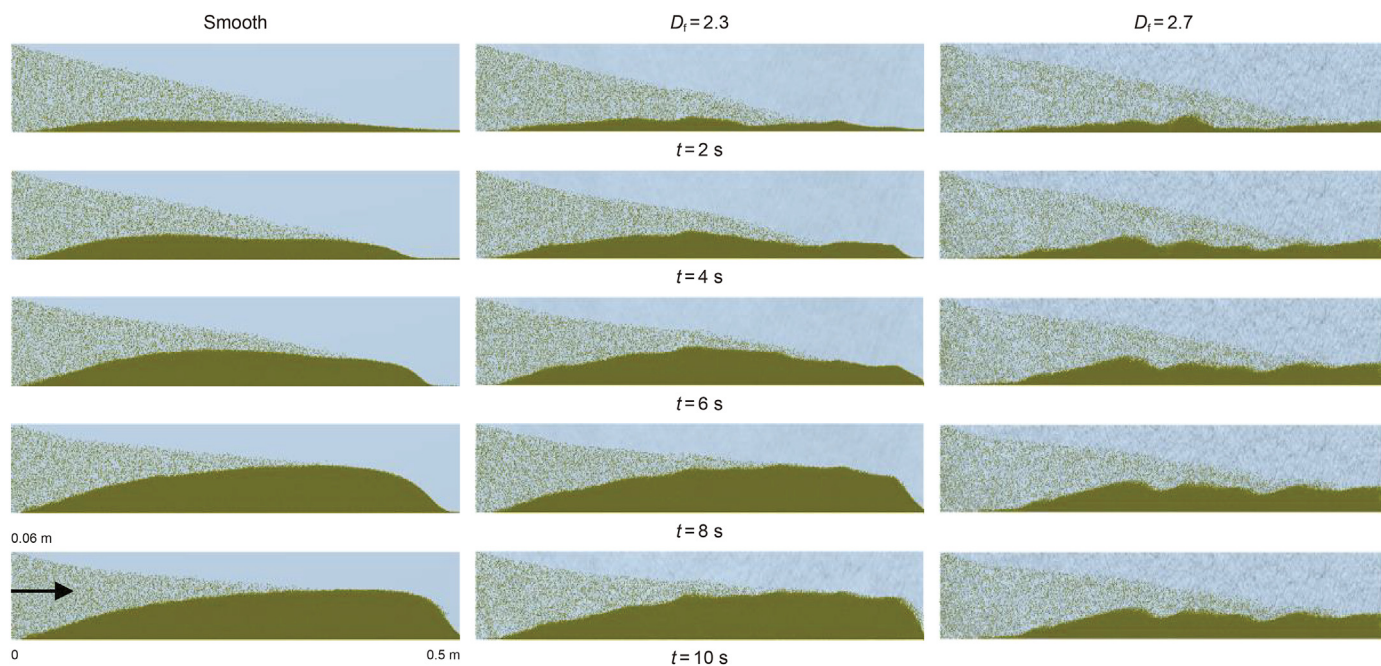 Smooth
D_f = 2.3
D_f = 2.7
t = 2 s
t = 4 s
t = 6 s
t = 8 s
0.06 m
0
0.5 m
t = 10 s